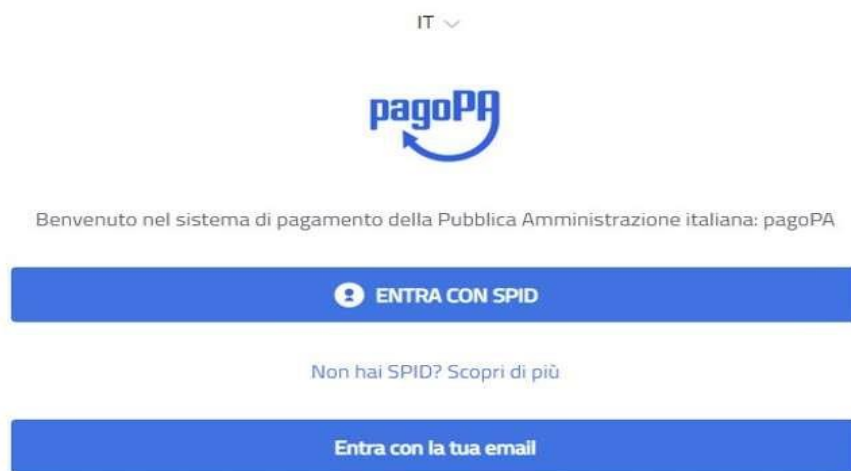 IT
pagoPA
Benvenuto nel sistema di pagamento della Pubblica Amministrazione italiana: pagoPA
ENTRA CON SPID
Non hai SPID? Scopri di più
Entra con la tua email